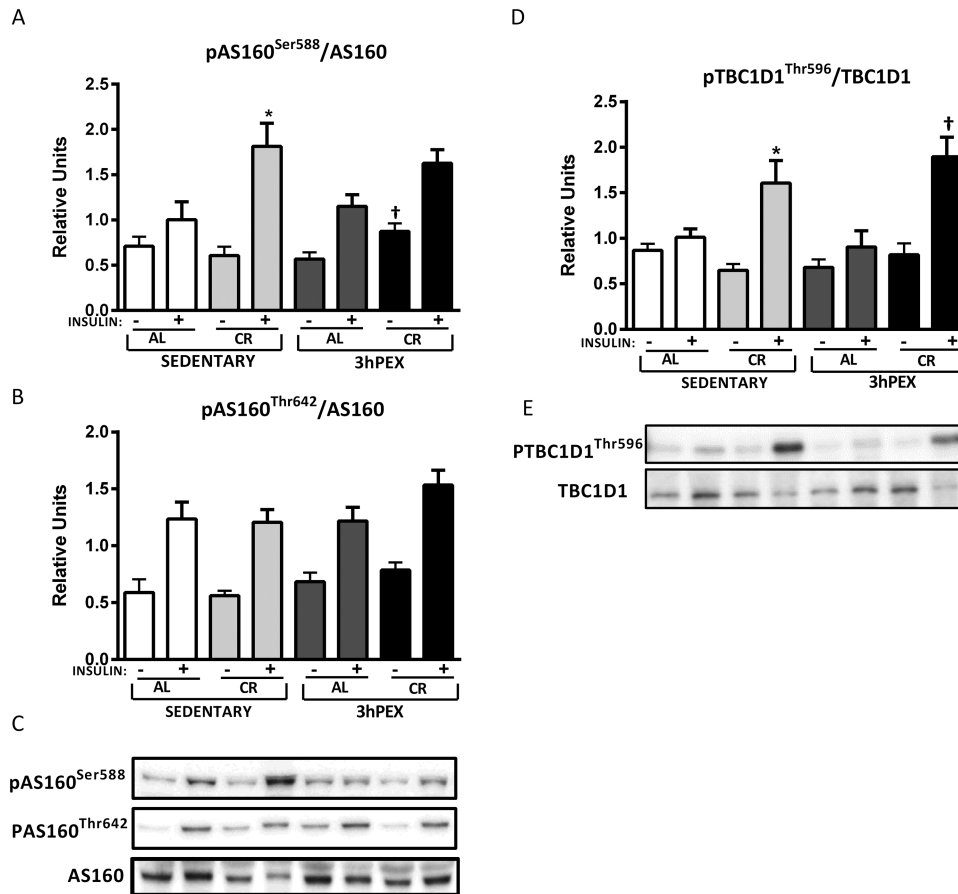 A
pAS160Ser588/AS160
Relative Units
2.5
2.0
1.5
1.0
0.5
0.0
*
†
INSULIN: - + - + - + - +
AL CR AL CR
SEDENTARY 3hPEX
B
pAS160Thr642/AS160
Relative Units
2.0
1.5
1.0
0.5
0.0
INSULIN: - + - + - + - +
AL CR AL CR
SEDENTARY 3hPEX
C
pAS160Ser588
PAS160Thr642
AS160
D
pTBC1D1Thr596/TBC1D1
Relative Units
2.5
2.0
1.5
1.0
0.5
0.0
*
†
INSULIN: - + - + - + - +
AL CR AL CR
SEDENTARY 3hPEX
E
PTBC1D1Thr596
TBC1D1